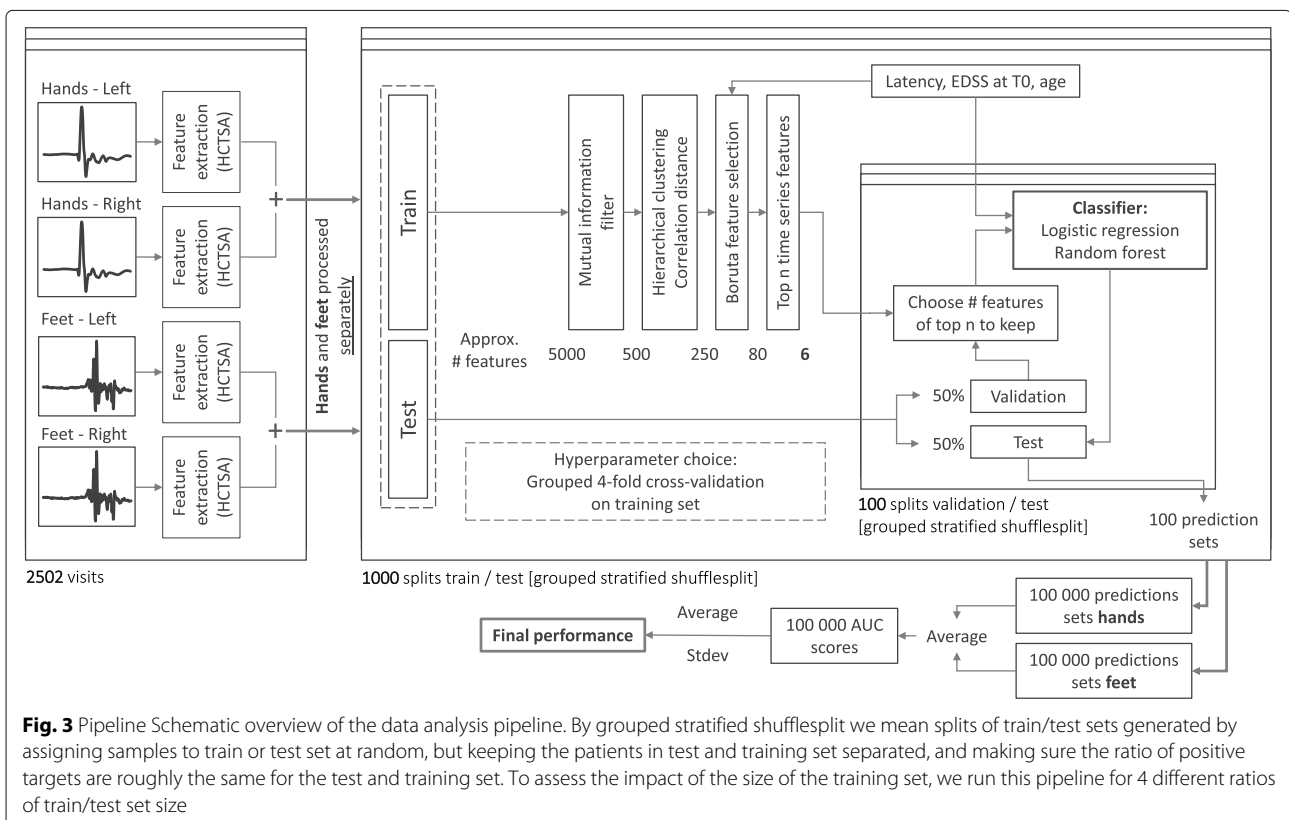 Hands - Left
Feature
extraction
(HCTSA)
Hands - Right
Feature
extraction
(HCTSA)
+
Feet - Left
Feature
extraction
(HCTSA)
Feet - Right
Feature
extraction
(HCTSA)
+
2502 visits
Hands and feet processed
separately
Train
Test
Mutual information
filter
Hierarchical clustering
Correlation distance
Boruta feature selection
Top n time series features
Approx.
# features
5000
500
250
80
6
Latency, EDSS at T0, age
Classifier:
Logistic regression
Random forest
Choose # features
of top n to keep
50%
Validation
50%
Test
Hyperparameter choice:
Grouped 4-fold cross-validation
on training set
100 splits validation / test
[grouped stratified shufflesplit]
100 prediction
sets
1000 splits train / test [grouped stratified shufflesplit]
100 000 predictions
sets hands
100 000 predictions
sets feet
Average
100 000 AUC
scores
Average
Stdev
Final performance
Fig. 3 Pipeline Schematic overview of the data analysis pipeline. By grouped stratified shufflesplit we mean splits of train/test sets generated by
assigning samples to train or test set at random, but keeping the patients in test and training set separated, and making sure the ratio of positive
targets are roughly the same for the test and training set. To assess the impact of the size of the training set, we run this pipeline for 4 different ratios
of train/test set size